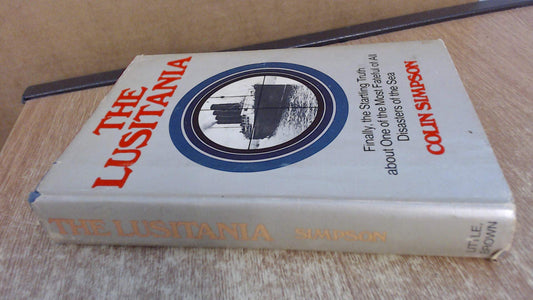 THE
LUSITANIA
Finally, the Startling Truth
about One of the Most Fateful of All
Disasters of the Sea
COLIN SIMPSON
THE LUSITANIA
SIMPSON
LITTLE,
BROWN